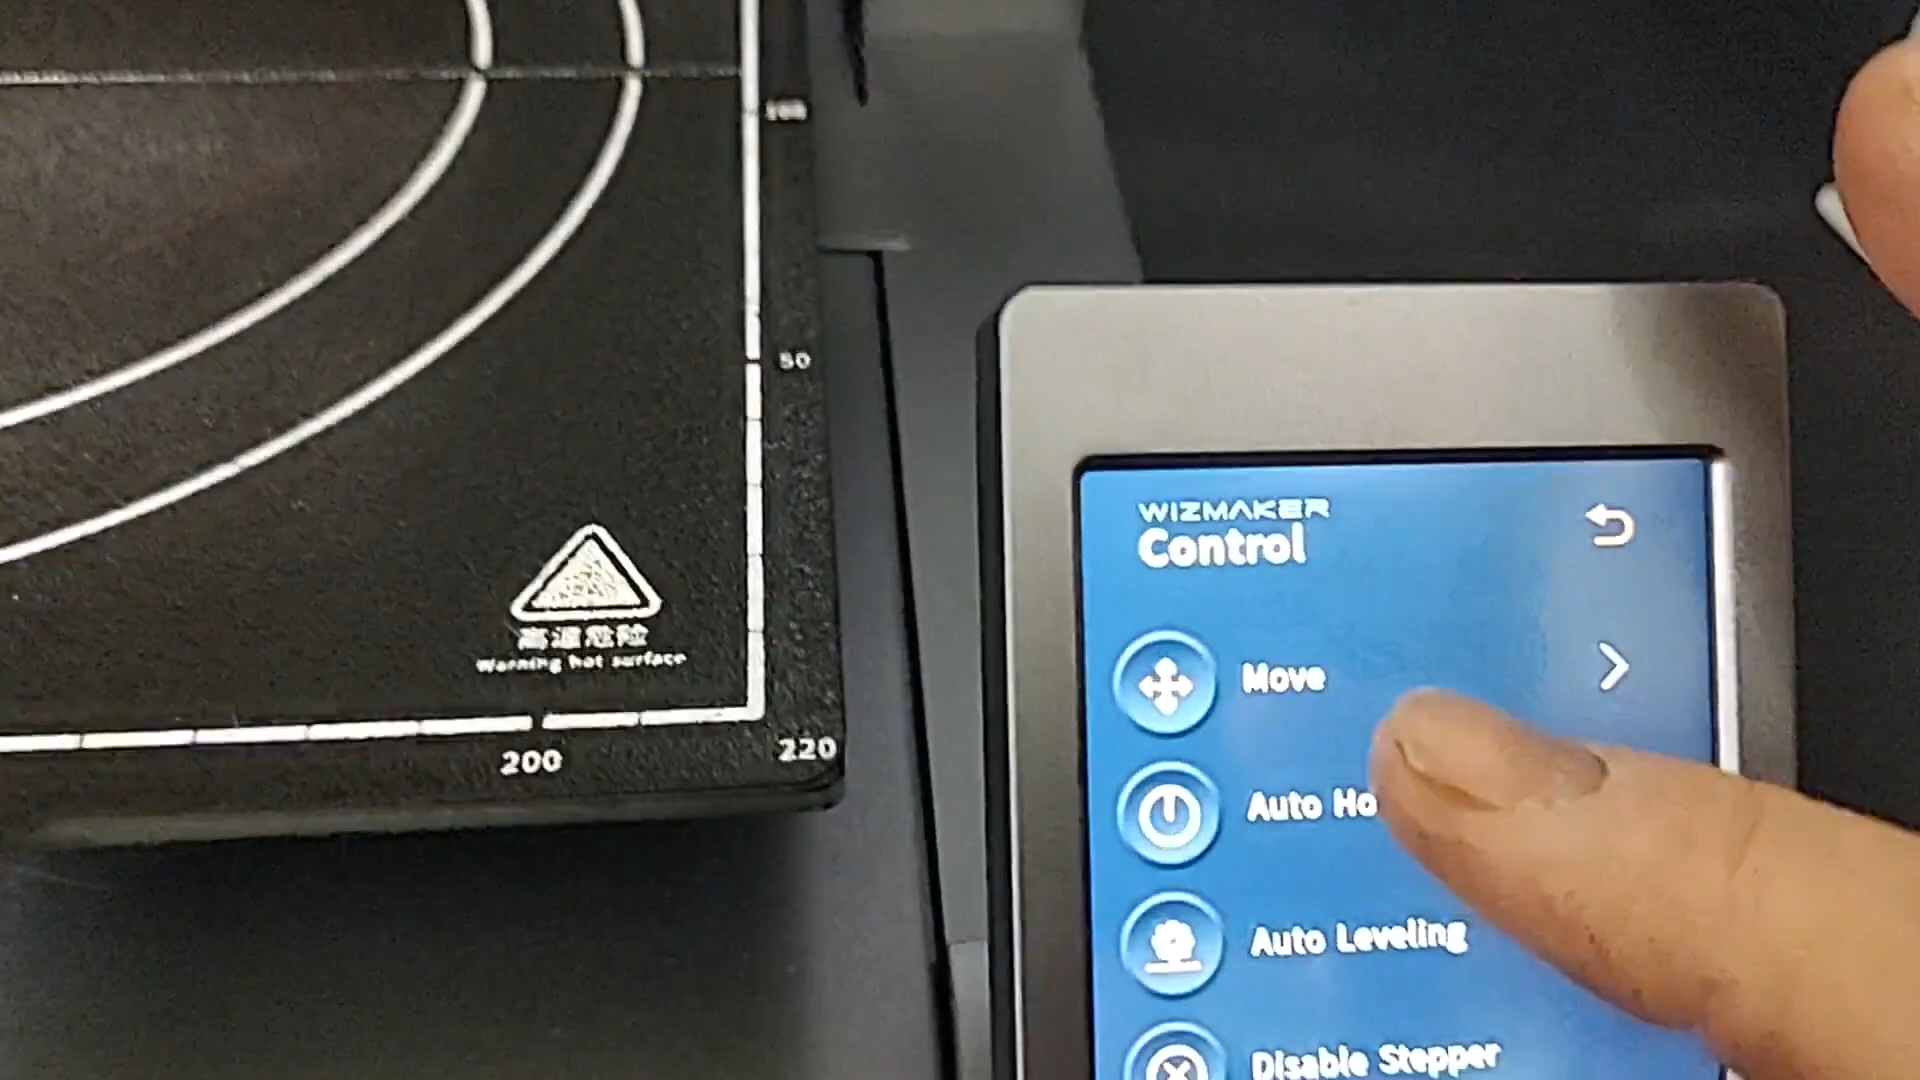 100
50
高温危险
Warning hot surface
200
220
WIZMAKER
Control
Move
Auto Ho
Auto Leveling
Disable Stepper